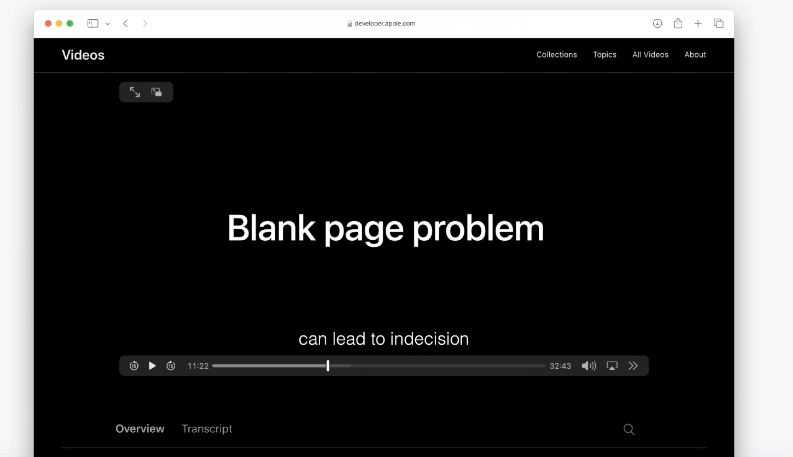 developer.apple.com
Videos
Collections Topics All Videos About
Blank page problem
can lead to indecision
11:22 32:43
Overview Transcript